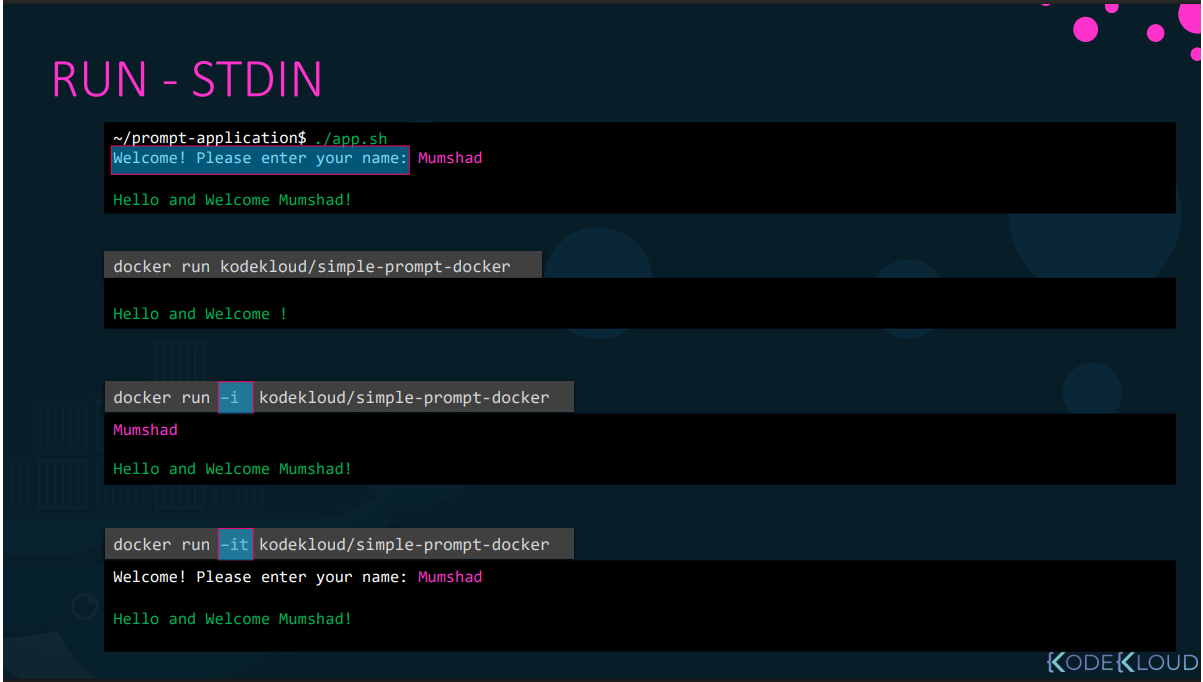 RUN - STDIN
~/prompt-application$ ./app.sh
Welcome! Please enter your name: Mumshad
Hello and Welcome Mumshad!
docker run kodekloud/simple-prompt-docker
Hello and Welcome !
docker run -i kodekloud/simple-prompt-docker
Mumshad
Hello and Welcome Mumshad!
docker run -it kodekloud/simple-prompt-docker
Welcome! Please enter your name: Mumshad
Hello and Welcome Mumshad!
KODEKLOUD